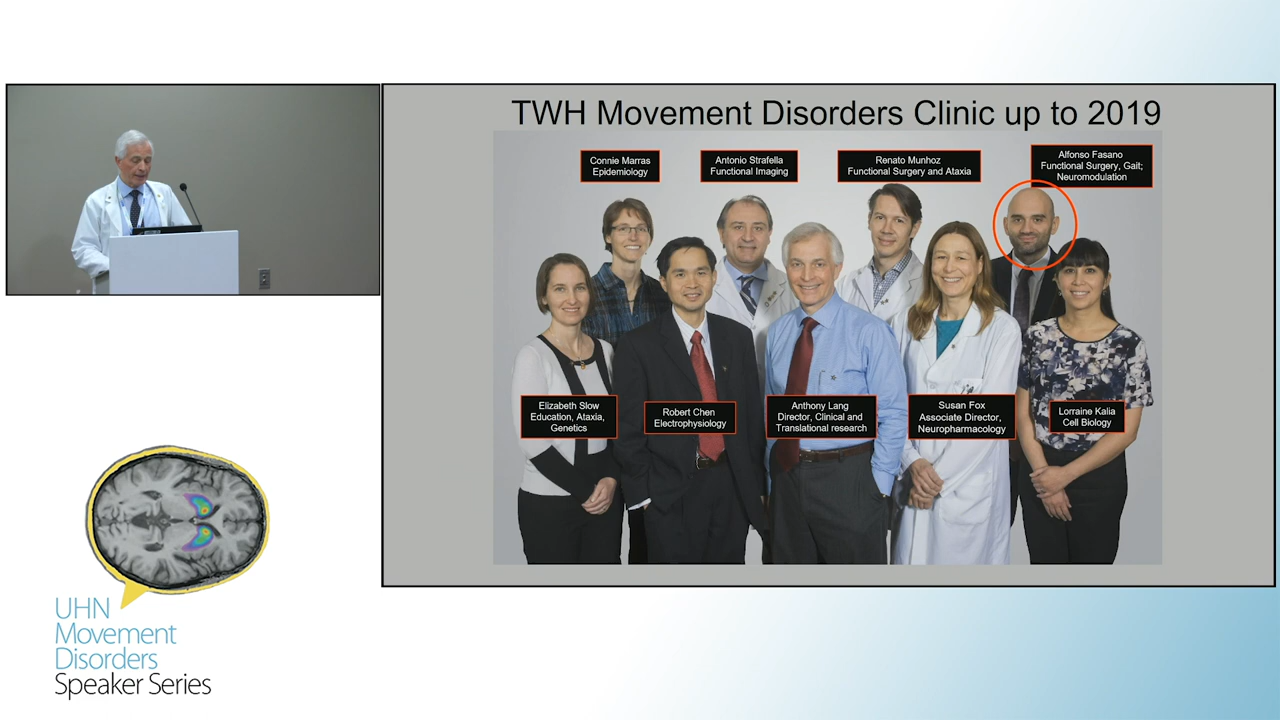 TWH Movement Disorders Clinic up to 2019
Connie Marras
Epidemiology
Antonio Strafella
Functional Imaging
Renato Munhoz
Functional Surgery and Ataxia
Alfonso Fasano
Functional Surgery, Gait;
Neuromodulation
Elizabeth Slow
Education, Ataxia,
Genetics
Robert Chen
Electrophysiology
Anthony Lang
Director, Clinical and
Translational research
Susan Fox
Associate Director,
Neuropharmacology
Lorraine Kalia
Cell Biology
UHN
Movement
Disorders
Speaker Series